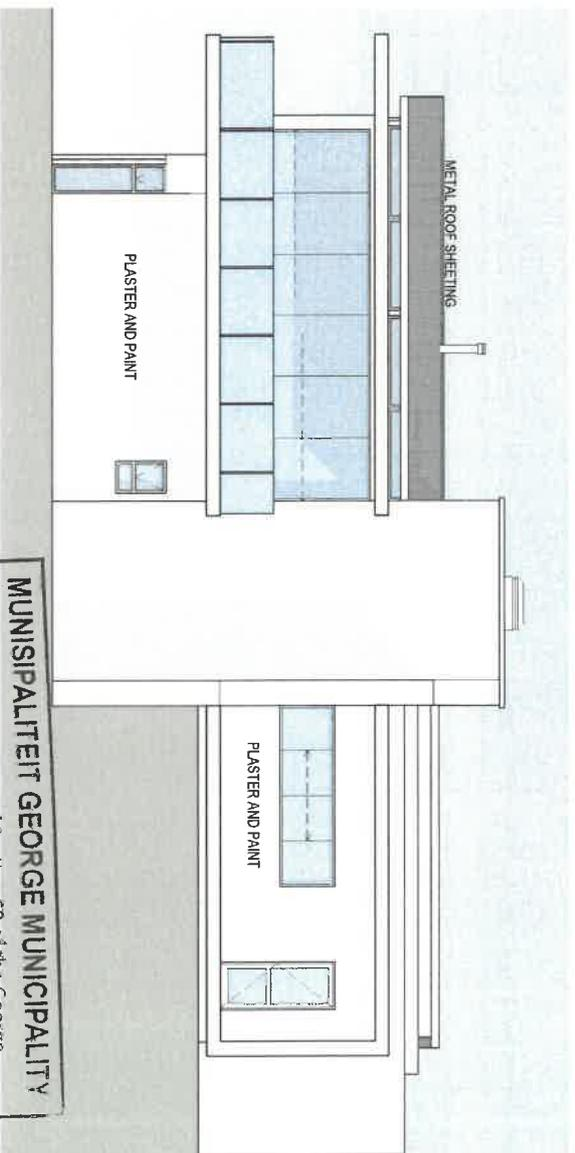 METAL ROOF SHEETING
PLASTER AND PAINT
PLASTER AND PAINT
MUNISIPALITEIT GEORGE MUNICIPALITY